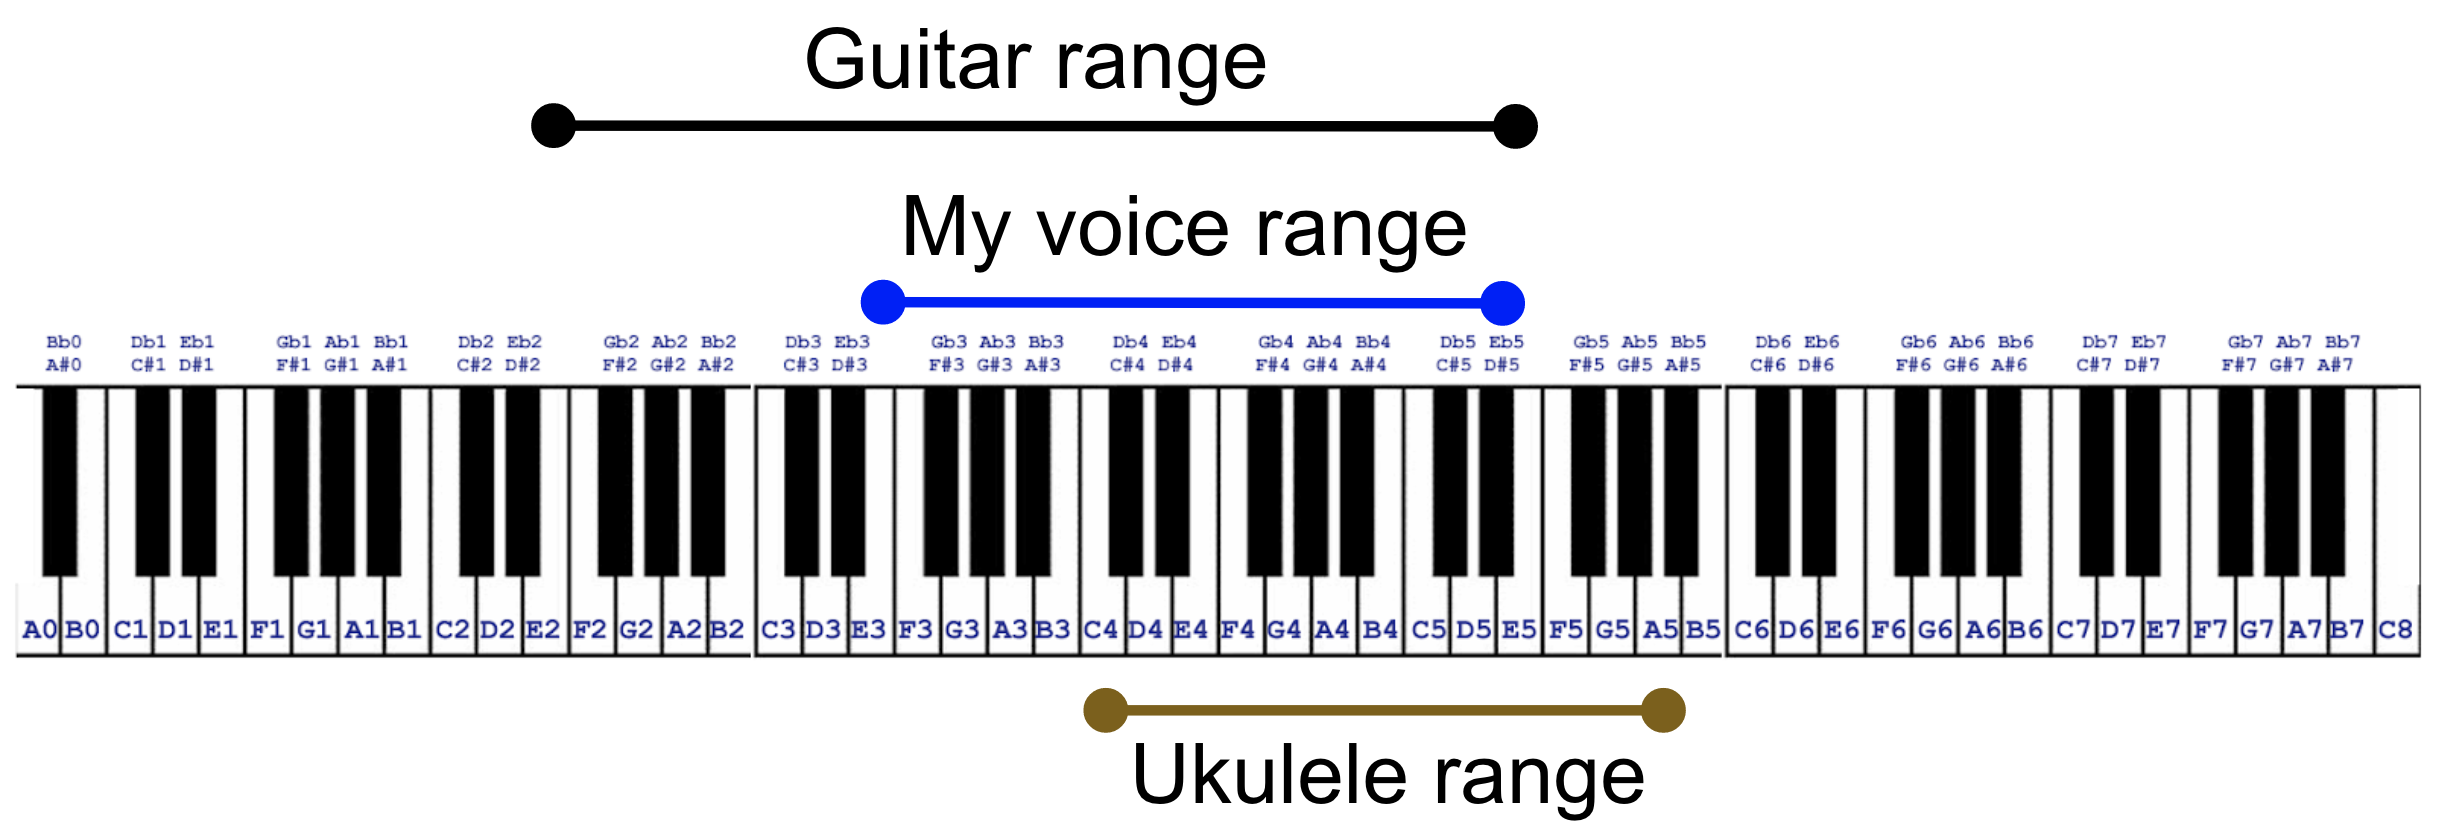 Guitar range
My voice range
Bb0 Db1 Eb1 Gb1 Ab1 Bb1 Db2 Eb2 Gb2 Ab2 Bb2 Db3 Eb3 Gb3 Ab3 Bb3 Db4 Eb4 Gb4 Ab4 Bb4 Db5 Eb5 Gb5 Ab5 Bb5 Db6 Eb6 Gb6 Ab6 Bb6 Db7 Eb7 Gb7 Ab7 Bb7
A#0 C#1 D#1 F#1 G#1 A#1 C#2 D#2 F#2 G#2 A#2 C#3 D#3 F#3 G#3 A#3 C#4 D#4 F#4 G#4 A#4 C#5 D#5 F#5 G#5 A#5 C#6 D#6 F#6 G#6 A#6 C#7 D#7 F#7 G#7 A#7
A0 B0 C1 D1 E1 F1 G1 A1 B1 C2 D2 E2 F2 G2 A2 B2 C3 D3 E3 F3 G3 A3 B3 C4 D4 E4 F4 G4 A4 B4 C5 D5 E5 F5 G5 A5 B5 C6 D6 E6 F6 G6 A6 B6 C7 D7 E7 F7 G7 A7 B7 C8
Ukulele range